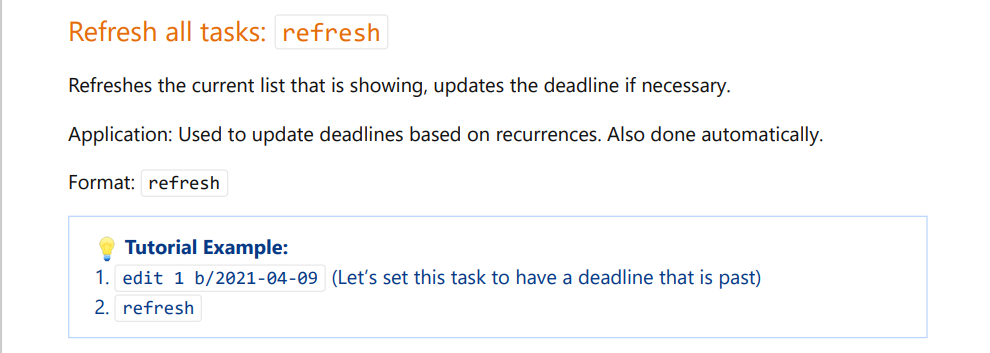 Refresh all tasks: refresh
Refreshes the current list that is showing, updates the deadline if necessary.
Application: Used to update deadlines based on recurrences. Also done automatically.
Format: refresh
💡 Tutorial Example:
1. edit 1 b/2021-04-09 (Let’s set this task to have a deadline that is past)
2. refresh